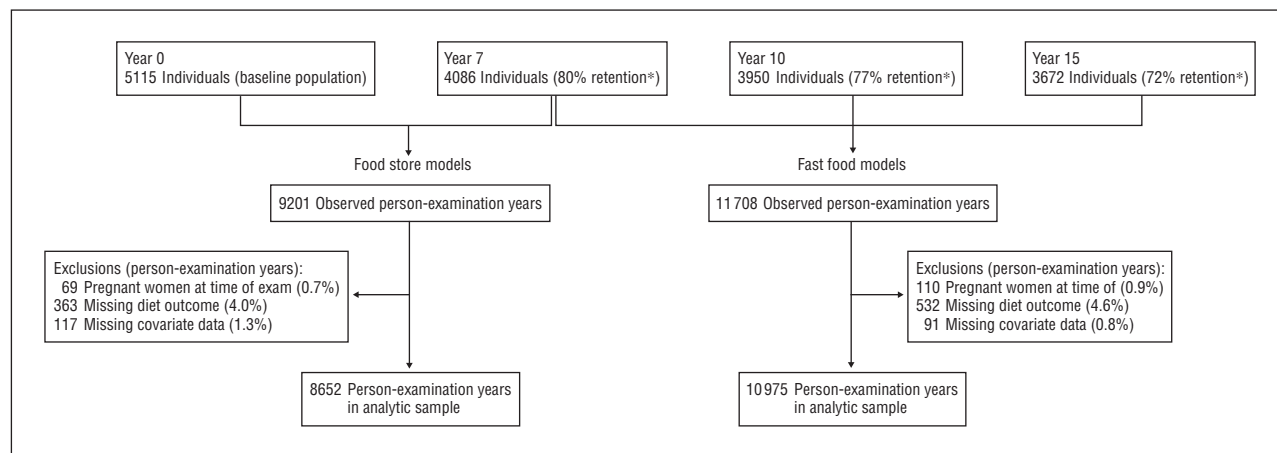 Year 0
5115 Individuals (baseline population)
Year 7
4086 Individuals (80% retention*)
Year 10
3950 Individuals (77% retention*)
Year 15
3672 Individuals (72% retention*)
Food store models
Fast food models
9201 Observed person-examination years
11 708 Observed person-examination years
Exclusions (person-examination years):
69 Pregnant women at time of exam (0.7%)
363 Missing diet outcome (4.0%)
117 Missing covariate data (1.3%)
Exclusions (person-examination years):
110 Pregnant women at time of (0.9%)
532 Missing diet outcome (4.6%)
91 Missing covariate data (0.8%)
8652 Person-examination years
in analytic sample
10 975 Person-examination years
in analytic sample